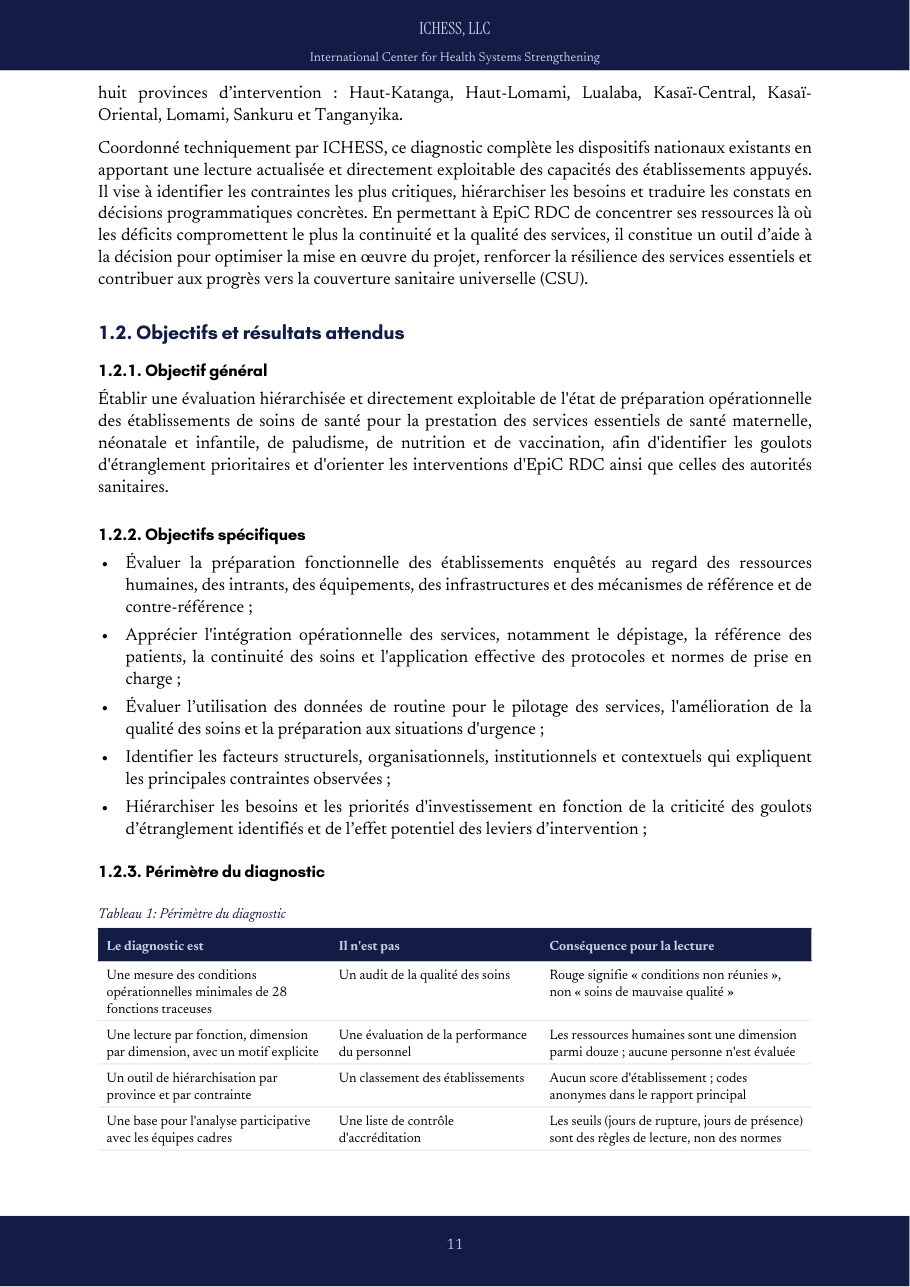 ICHESS, LLC
International Center for Health Systems Strengthening
huit provinces d’intervention : Haut-Katanga, Haut-Lomami, Lualaba, Kasaï-Central, Kasaï-
Oriental, Lomami, Sankuru et Tanganyika.
Coordonné techniquement par ICHESS, ce diagnostic complète les dispositifs nationaux existants en
apportant une lecture actualisée et directement exploitable des capacités des établissements appuyés.
Il vise à identifier les contraintes les plus critiques, hiérarchiser les besoins et traduire les constats en
décisions programmatiques concrètes. En permettant à EpiC RDC de concentrer ses ressources là où
les déficits compromettent le plus la continuité et la qualité des services, il constitue un outil d’aide à
la décision pour optimiser la mise en œuvre du projet, renforcer la résilience des services essentiels et
contribuer aux progrès vers la couverture sanitaire universelle (CSU).
1.2. Objectifs et résultats attendus
1.2.1. Objectif général
Établir une évaluation hiérarchisée et directement exploitable de l'état de préparation opérationnelle
des établissements de soins de santé pour la prestation des services essentiels de santé maternelle,
néonatale et infantile, de paludisme, de nutrition et de vaccination, afin d'identifier les goulots
d'étranglement prioritaires et d'orienter les interventions d'EpiC RDC ainsi que celles des autorités
sanitaires.
1.2.2. Objectifs spécifiques
• Évaluer la préparation fonctionnelle des établissements enquêtés au regard des ressources
humaines, des intrants, des équipements, des infrastructures et des mécanismes de référence et de
contre-référence ;
• Apprécier l'intégration opérationnelle des services, notamment le dépistage, la référence des
patients, la continuité des soins et l'application effective des protocoles et normes de prise en
charge ;
• Évaluer l’utilisation des données de routine pour le pilotage des services, l'amélioration de la
qualité des soins et la préparation aux situations d'urgence ;
• Identifier les facteurs structurels, organisationnels, institutionnels et contextuels qui expliquent
les principales contraintes observées ;
• Hiérarchiser les besoins et les priorités d'investissement en fonction de la criticité des goulots
d’étranglement identifiés et de l’effet potentiel des leviers d’intervention ;
1.2.3. Périmètre du diagnostic
Tableau 1: Périmètre du diagnostic
Le diagnostic est
Il n'est pas
Conséquence pour la lecture
Une mesure des conditions
opérationnelles minimales de 28
fonctions traceuses
Un audit de la qualité des soins
Rouge signifie « conditions non réunies »,
non « soins de mauvaise qualité »
Une lecture par fonction, dimension
par dimension, avec un motif explicite
Une évaluation de la performance
du personnel
Les ressources humaines sont une dimension
parmi douze ; aucune personne n'est évaluée
Un outil de hiérarchisation par
province et par contrainte
Un classement des établissements
Aucun score d'établissement ; codes
anonymes dans le rapport principal
Une base pour l'analyse participative
avec les équipes cadres
Une liste de contrôle
d'accréditation
Les seuils (jours de rupture, jours de présence)
sont des règles de lecture, non des normes
11